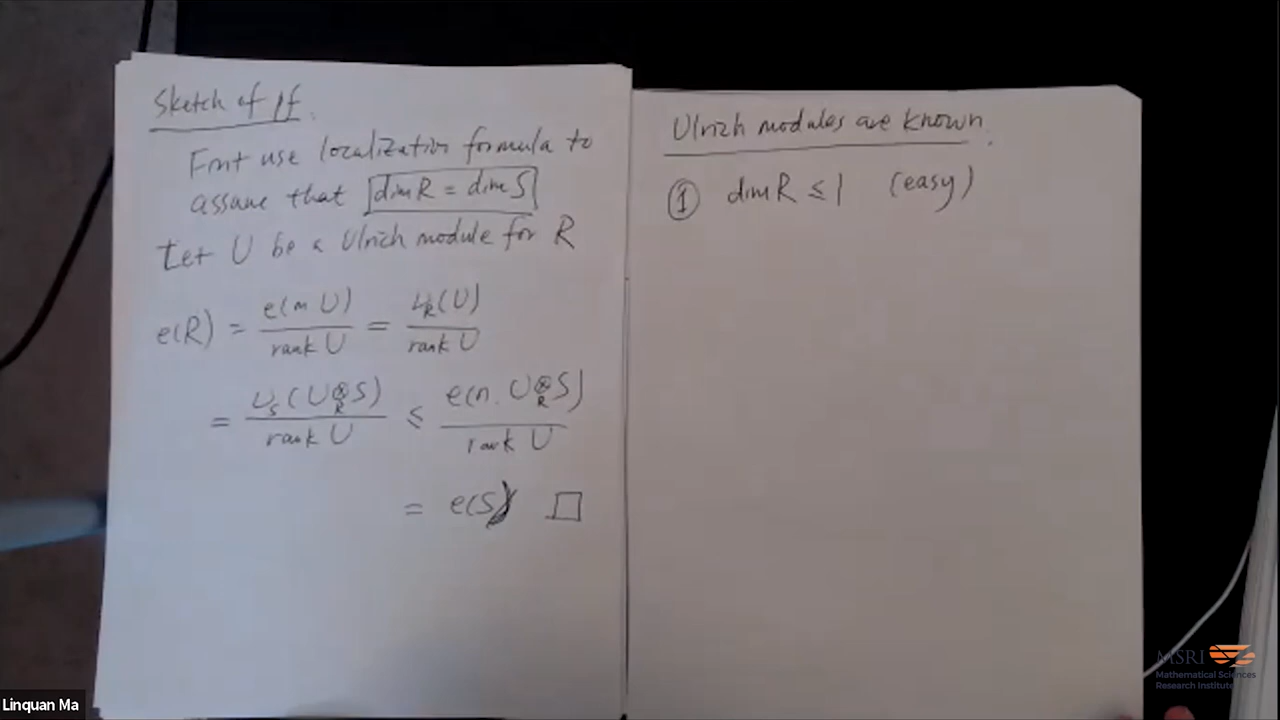 Sketch of pf.
First use localization formula to
assume that dim R = dim S
Let U be a Ulrich module for R
e(R) = e(m U) / rank U = ν_R(U) / rank U
= ν_S(U ⊗_R S) / rank U ≤ e(n, U ⊗_R S) / rank U
= e(S) □
Ulrich modules are known.
① dim R ≤ 1 (easy)
MSRI
Mathematical Sciences
Research Institute
Linquan Ma